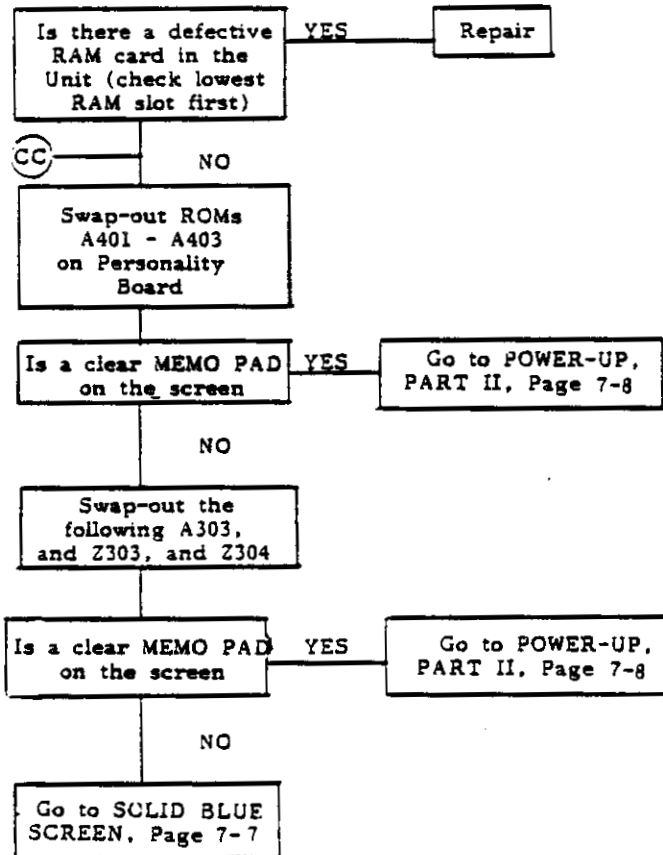 Is there a defective
RAM card in the
Unit (check lowest
RAM slot first)
YES
Repair
CC
NO
Swap-out ROMs
A401 - A403
on Personality
Board
Is a clear MEMO PAD
on the screen
YES
Go to POWER-UP,
PART II, Page 7-8
NO
Swap-out the
following A303,
and Z303, and Z304
Is a clear MEMO PAD
on the screen
YES
Go to POWER-UP,
PART II, Page 7-8
NO
Go to SOLID BLUE
SCREEN, Page 7-7